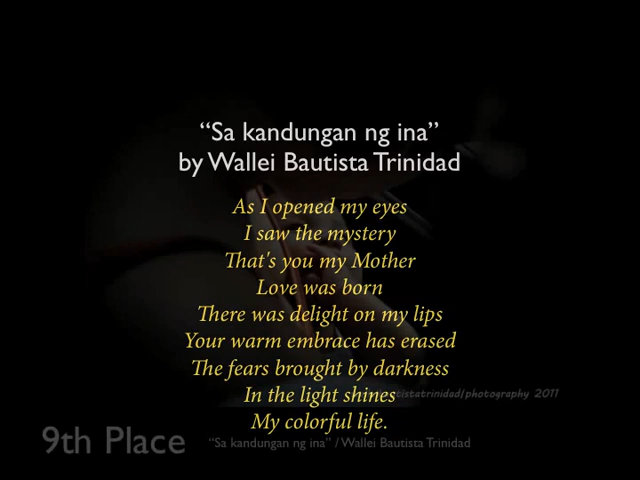 “Sa kandungan ng ina”
by Wallei Bautista Trinidad
As I opened my eyes
I saw the mystery
That's you my Mother
Love was born
There was delight on my lips
Your warm embrace has erased
The fears brought by darkness
In the light shines
My colorful life.
photography 2011
9th Place
“Sa kandungan ng ina” / Wallei Bautista Trinidad